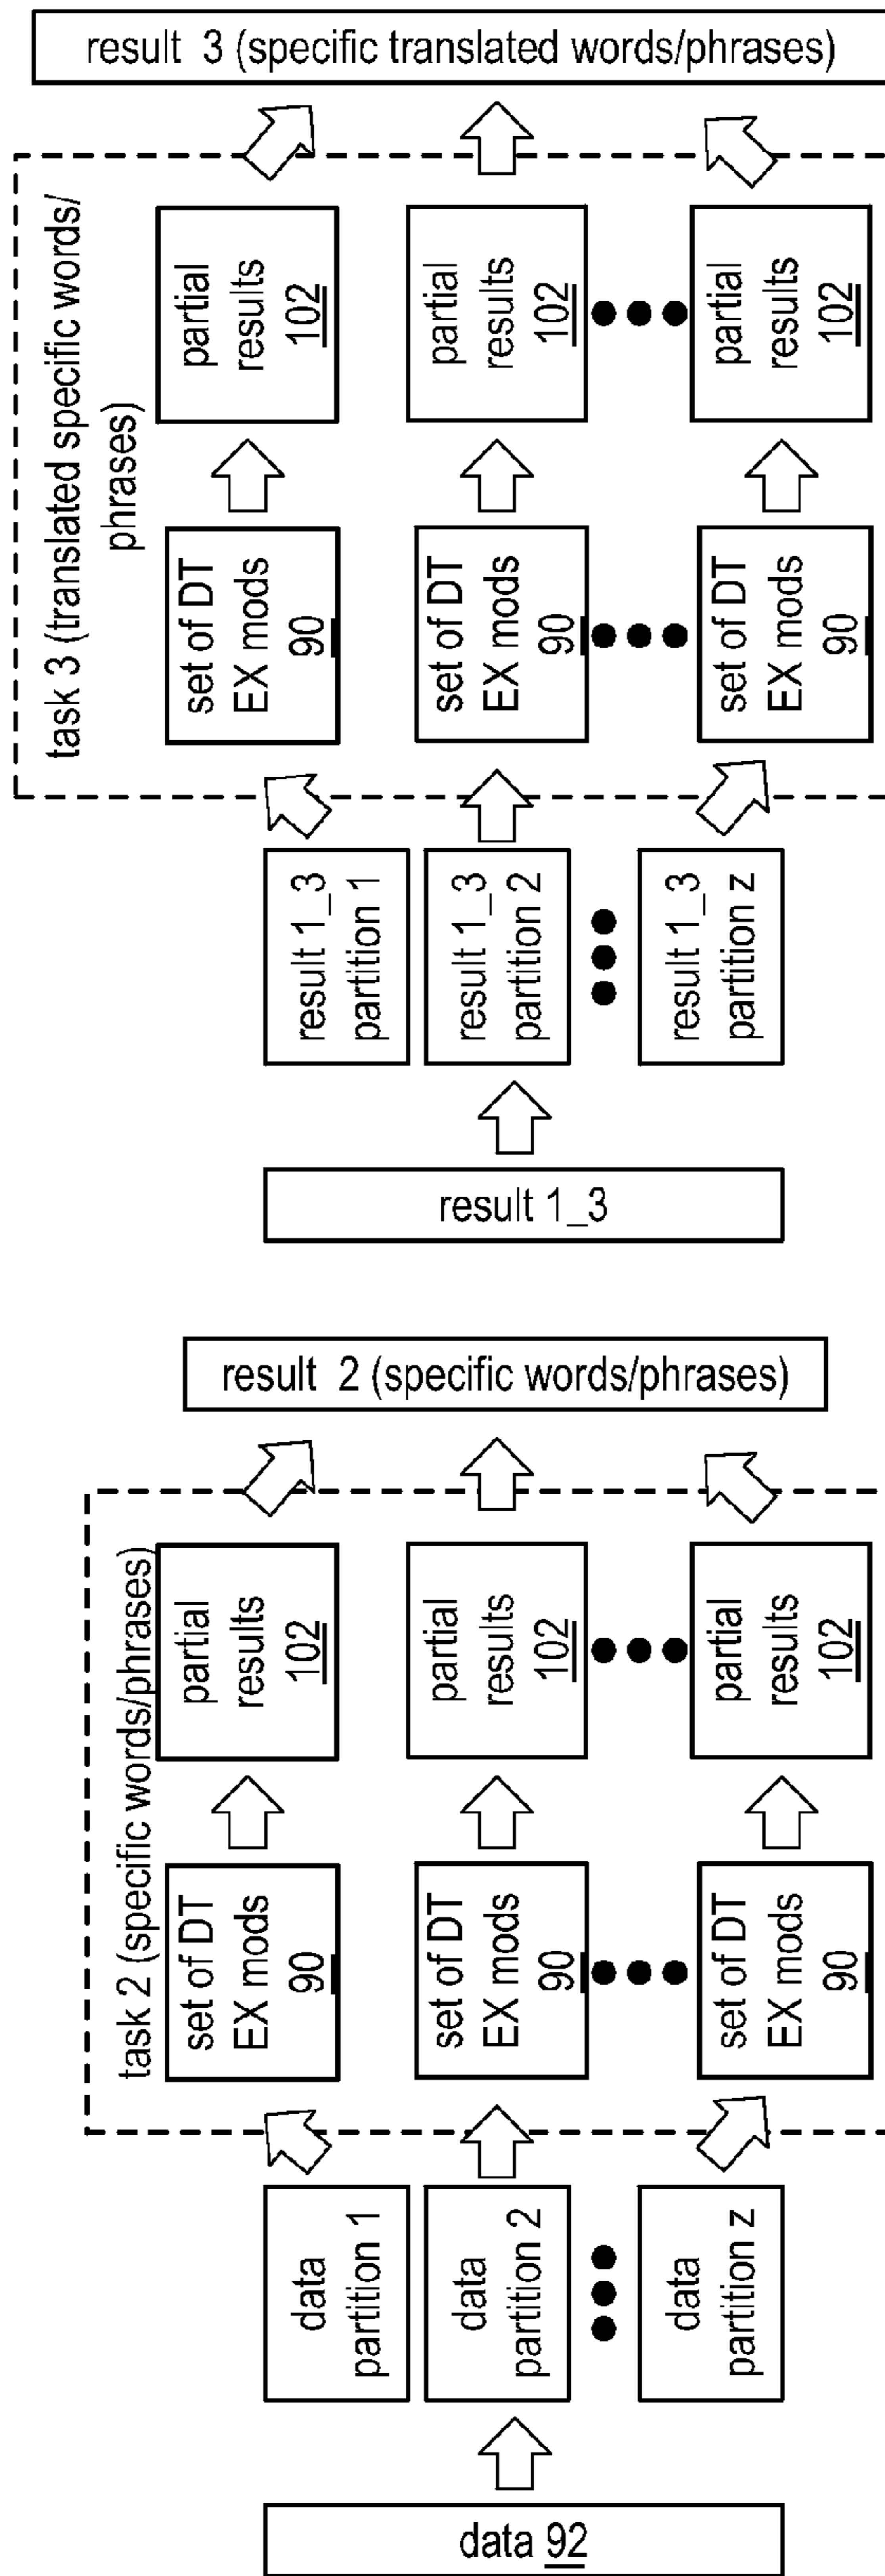 data 92
data
partition 1
data
partition 2
data
partition z
task 2 (specific words/phrases)
set of DT
EX mods
90
partial
results
102
set of DT
EX mods
90
partial
results
102
set of DT
EX mods
90
partial
results
102
result 2 (specific words/phrases)
result 1_3
result 1_3
partition 1
result 1_3
partition 2
result 1_3
partition z
task 3 (translated specific words/
phrases)
set of DT
EX mods
90
partial
results
102
set of DT
EX mods
90
partial
results
102
set of DT
EX mods
90
partial
results
102
result 3 (specific translated words/phrases)